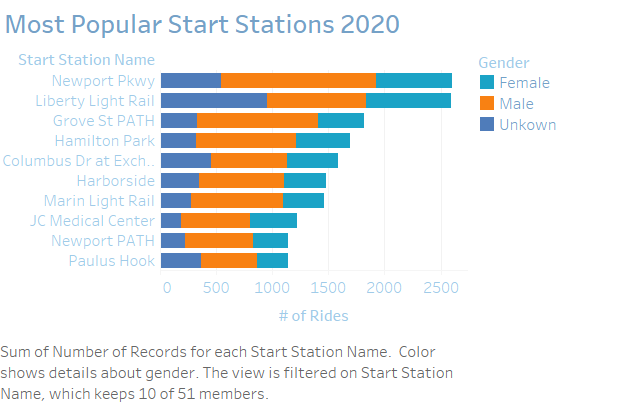 Most Popular Start Stations 2020
Start Station Name
Newport Pkwy
Liberty Light Rail
Grove St PATH
Hamilton Park
Columbus Dr at Exch..
Harborside
Marin Light Rail
JC Medical Center
Newport PATH
Paulus Hook
0 500 1000 1500 2000 2500
# of Rides
Gender
Female
Male
Unkown
Sum of Number of Records for each Start Station Name. Color
shows details about gender. The view is filtered on Start Station
Name, which keeps 10 of 51 members.